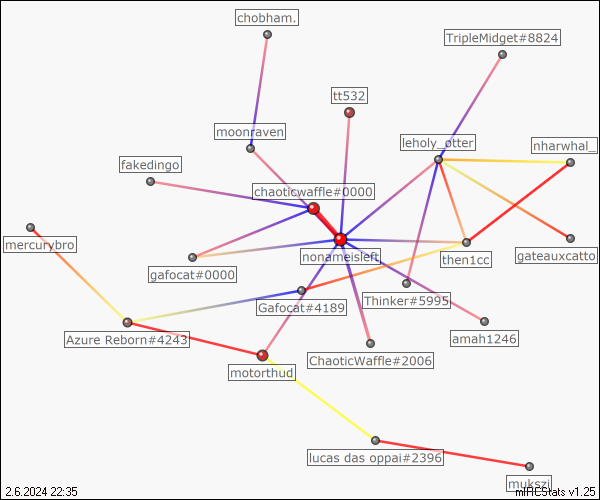 chobham.
TripleMidget#8824
tt532
moonraven
leholy_otter
nharwhal_
fakedingo
chaoticwaffle#0000
mercurybro
nonameisleft
then1cc
gateauxcatto
gafocat#0000
Gafocat#4189
Thinker#5995
Azure Reborn#4243
amah1246
ChaoticWaffle#2006
motorthud
lucas das oppai#2396
mukszi
2.6.2024 22:35
mIRCStats v1.25